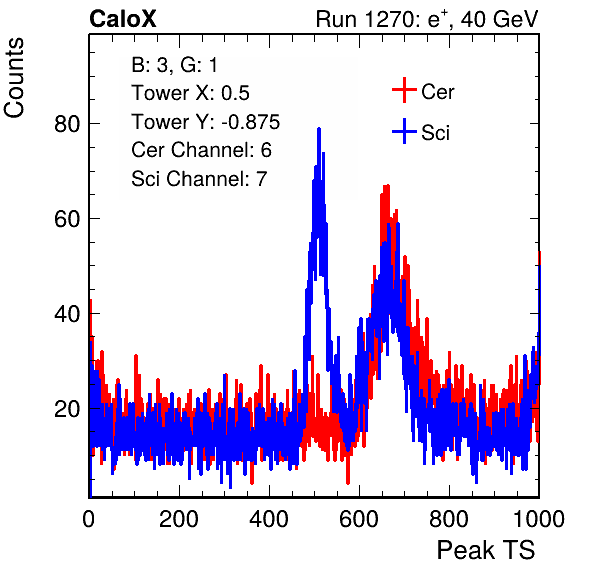 CaloX Run 1270: e+, 40 GeV
Counts
B: 3, G: 1
Tower X: 0.5
Tower Y: -0.875
Cer Channel: 6
Sci Channel: 7
Cer
Sci
80
60
40
20
0 200 400 600 800 1000
Peak TS